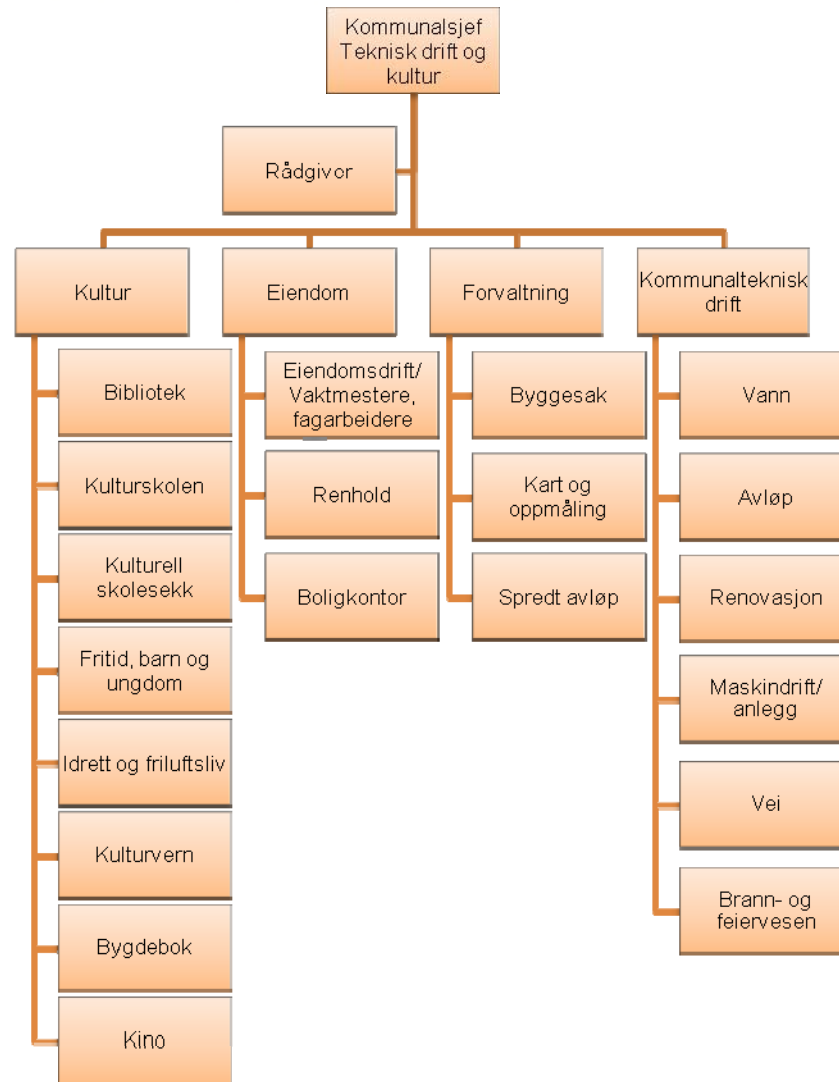 Kommunalsjef
Teknisk drift og
kultur
Rådgivor
Kultur
Bibliotek
Kulturskolen
Kulturell
skolesekk
Fritid, barn og
ungdom
Idrett og friluftsliv
Kulturvern
Bygdebok
Kino
Eiendom
Eiendomsdrift/
Vaktmestere,
fagarbeidere
Renhold
Boligkontor
Forvaltning
Byggesak
Kart og
oppmåling
Spredt avløp
Kommunalteknisk
drift
Vann
Avløp
Renovasjon
Maskindrift/
anlegg
Vei
Brann- og
feiervesen